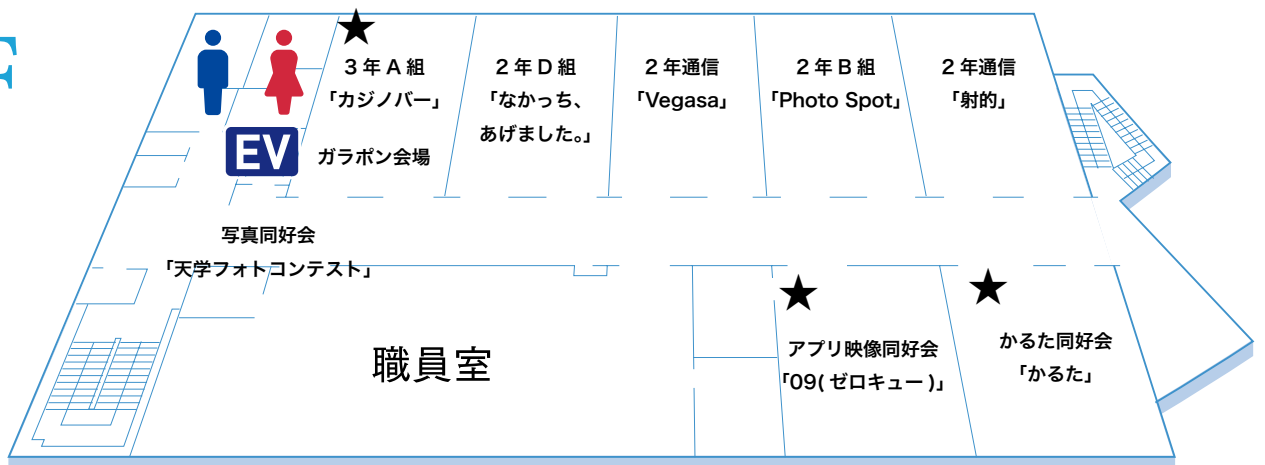 F
3年A組
「カジノバー」
2年D組
「なかっち、
あげました。」
2年通信
「Vegasa」
2年B組
「Photo Spot」
2年通信
「射的」
EV
ガラポン会場
写真同好会
「天学フォトコンテスト」
職員室
アプリ映像同好会
「09(ゼロキュー)」
かるた同好会
「かるた」